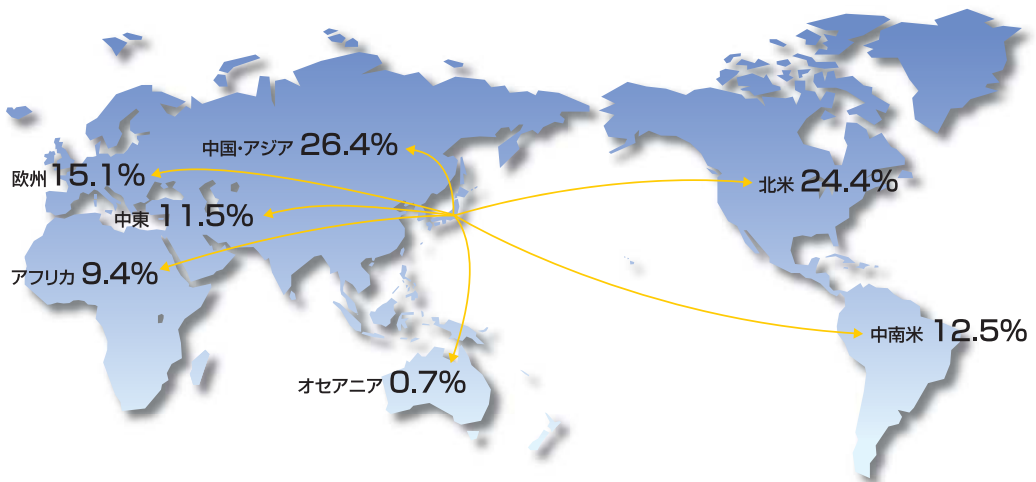 中国・アジア 26.4%
欧州 15.1%
北米 24.4%
中東 11.5%
アフリカ 9.4%
中南米 12.5%
オセアニア 0.7%